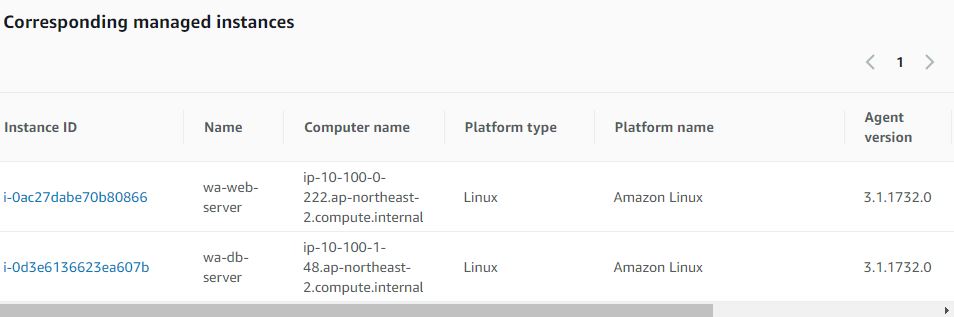 Corresponding managed instances
1
Instance ID
Name
Computer name
Platform type
Platform name
Agent
version
i-0ac27dabe70b80866
wa-web-
server
ip-10-100-0-
222.ap-northeast-
2.compute.internal
Linux
Amazon Linux
3.1.1732.0
i-0d3e6136623ea607b
wa-db-
server
ip-10-100-1-
48.ap-northeast-
2.compute.internal
Linux
Amazon Linux
3.1.1732.0